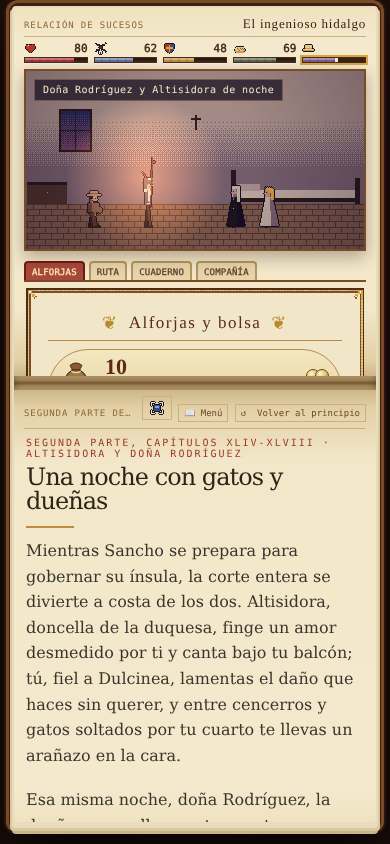 RELACIÓN DE SUCESOS
El ingenioso hidalgo
80 62 48 69
Doña Rodríguez y Altisidora de noche
ALFORJAS RUTA CUADERNO COMPAÑÍA
❦ Alforjas y bolsa ❦
10
SEGUNDA PARTE DE… 📖 Menú ↺ Volver al principio
SEGUNDA PARTE, CAPÍTULOS XLIV-XLVIII ·
ALTISIDORA Y DOÑA RODRÍGUEZ
Una noche con gatos y
dueñas
Mientras Sancho se prepara para
gobernar su ínsula, la corte entera se
divierte a costa de los dos. Altisidora,
doncella de la duquesa, finge un amor
desmedido por ti y canta bajo tu balcón;
tú, fiel a Dulcinea, lamentas el daño que
haces sin querer, y entre cencerros y
gatos soltados por tu cuarto te llevas un
arañazo en la cara.
Esa misma noche, doña Rodríguez, la